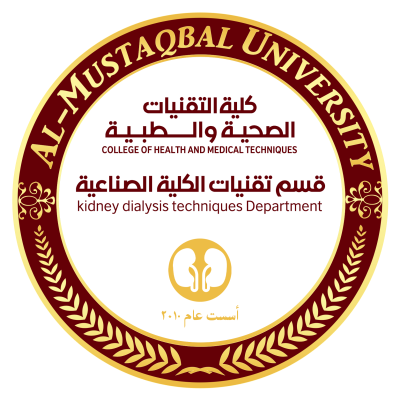 AL-MUSTAQBAL UNIVERSITY
كلية التقنيات
الصحية والطبية
COLLEGE OF HEALTH AND MEDICAL TECHNIQUES
قسم تقنيات الكلية الصناعية
kidney dialysis techniques Department
أسست عام ٢٠١٠